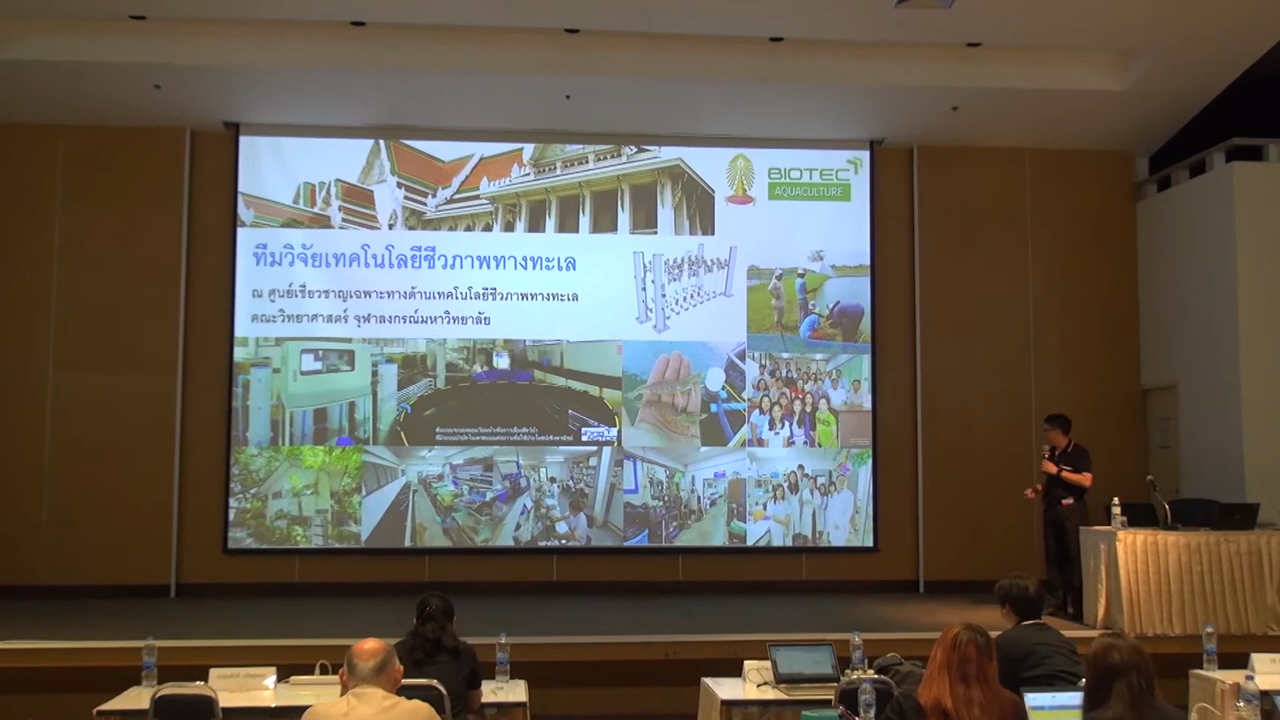 BIOTEC
AQUACULTURE
ทีมวิจัยเทคโนโลยีชีวภาพทางทะเล
ณ ศูนย์เชี่ยวชาญเฉพาะทางด้านเทคโนโลยีชีวภาพทางทะเล
คณะวิทยาศาสตร์ จุฬาลงกรณ์มหาวิทยาลัย